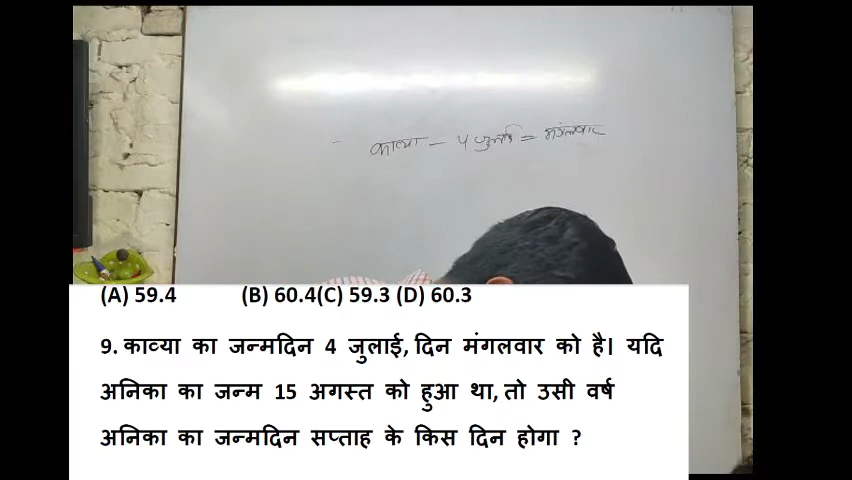 काव्या - 4 जुलाई = मंगलवार
(A) 59.4 (B) 60.4(C) 59.3 (D) 60.3
9. काव्या का जन्मदिन 4 जुलाई, दिन मंगलवार को है। यदि
अनिका का जन्म 15 अगस्त को हुआ था, तो उसी वर्ष
अनिका का जन्मदिन सप्ताह के किस दिन होगा ?